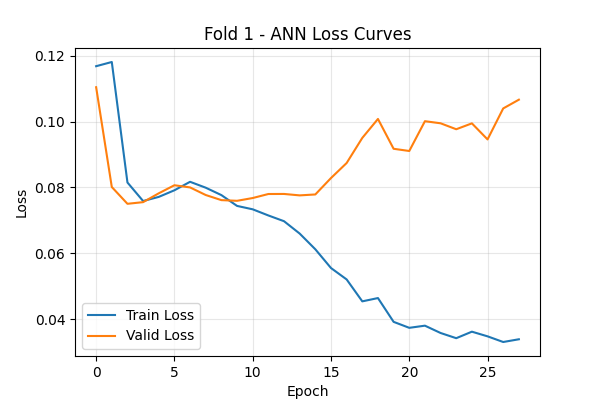 Fold 1 - ANN Loss Curves
0.12
0.10
0.08
0.06
0.04
Loss
Train Loss
Valid Loss
0 5 10 15 20 25
Epoch